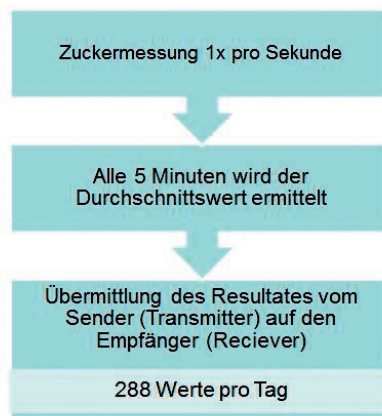 Zuckermessung 1x pro Sekunde
Alle 5 Minuten wird der
Durchschnittswert ermittelt
Übermittlung des Resultates vom
Sender (Transmitter) auf den
Empfänger (Reciever)
288 Werte pro Tag